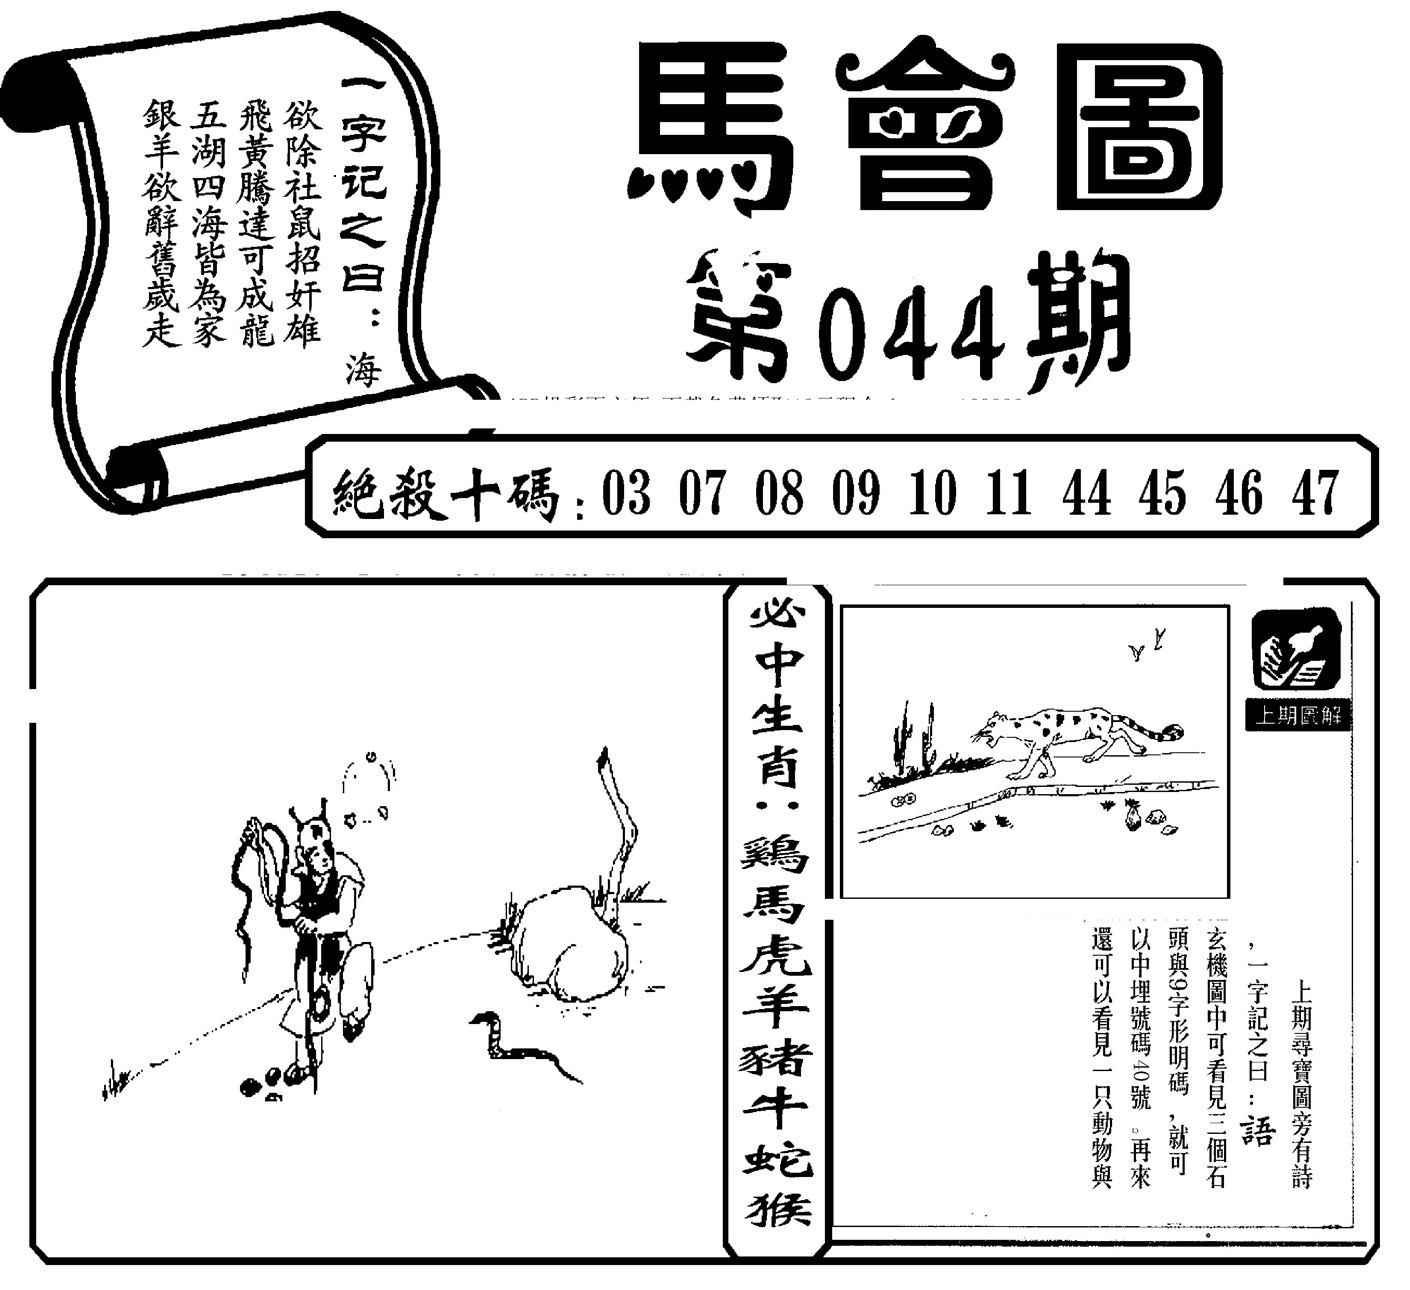 馬會圖
第044期
一字记之曰：海
欲除社鼠招奸雄
飛黃騰達可成龍
五湖四海皆為家
銀羊欲辭舊歲走
絕殺十碼：03 07 08 09 10 11 44 45 46 47
必中生肖：鷄馬虎羊豬牛蛇猴
上期圖解
上期尋寶圖旁有詩
，一字記之曰：語
玄機圖中可看見三個石
頭與9字形明碼，就可
以中埋號碼40號。再來
還可以看見一只動物與